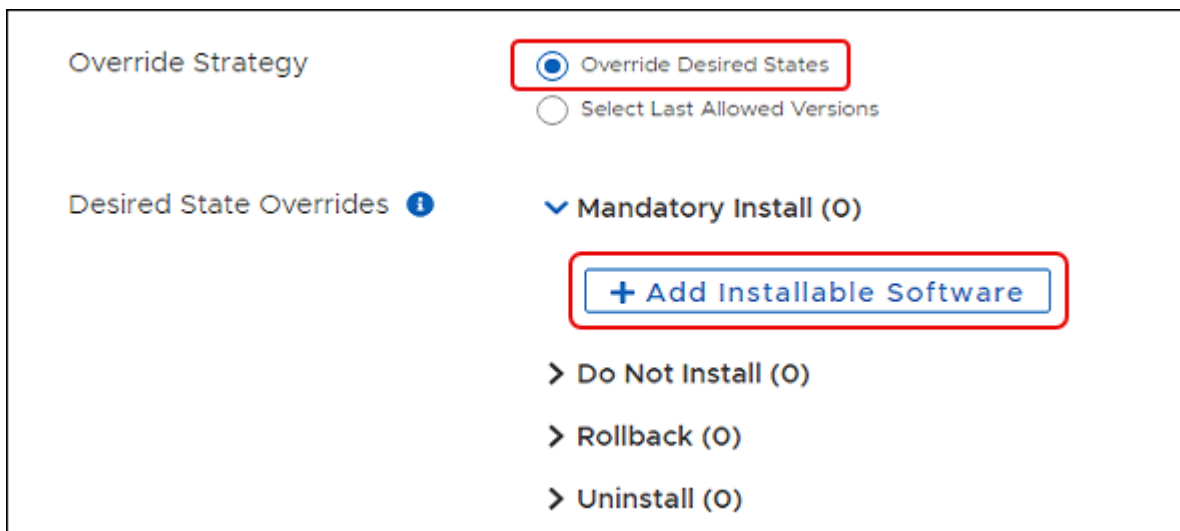 Override Strategy
Override Desired States
Select Last Allowed Versions
Desired State Overrides
Mandatory Install (0)
+ Add Installable Software
Do Not Install (0)
Rollback (0)
Uninstall (0)